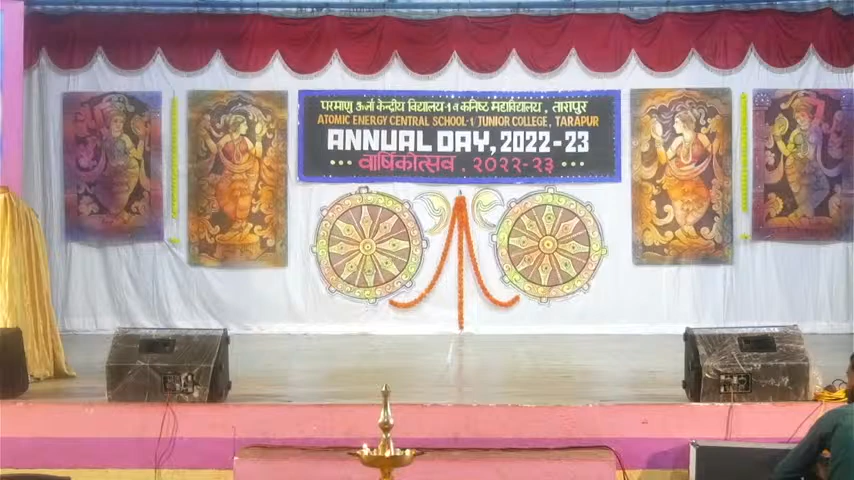 परमाणु ऊर्जा केन्द्रीय विद्यालय-१ व कनिष्ट महाविद्यालय, तारापुर
ATOMIC ENERGY CENTRAL SCHOOL-1 JUNIOR COLLEGE, TARAPUR
ANNUAL DAY, 2022-23
वार्षिकोत्सव . २०२२-२३